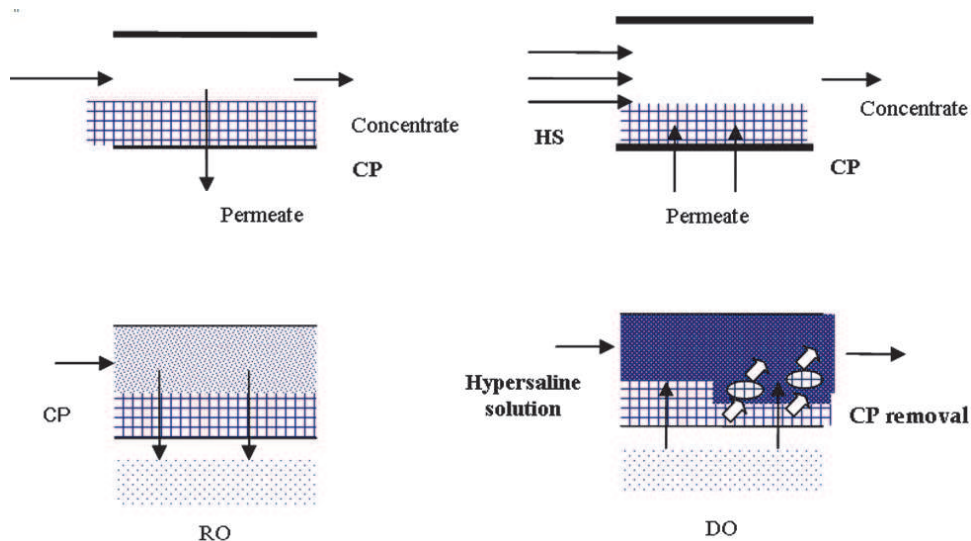 Concentrate
CP
Permeate
HS
Concentrate
CP
Permeate
CP
RO
Hypersaline
solution
CP removal
DO